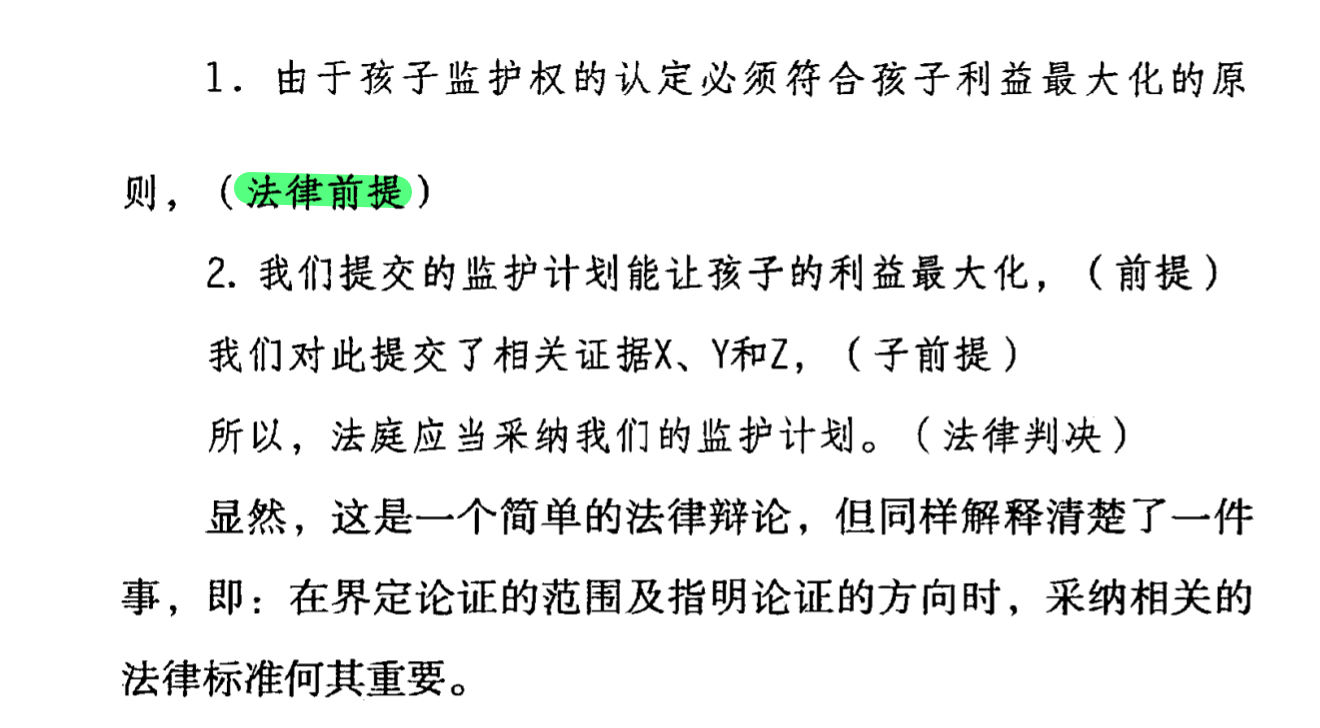 1. 由于孩子监护权的认定必须符合孩子利益最大化的原
则，（法律前提）
2. 我们提交的监护计划能让孩子的利益最大化，（前提）
我们对此提交了相关证据X、Y和Z，（子前提）
所以，法庭应当采纳我们的监护计划。（法律判决）
显然，这是一个简单的法律辩论，但同样解释清楚了一件
事，即：在界定论证的范围及指明论证的方向时，采纳相关的
法律标准何其重要。